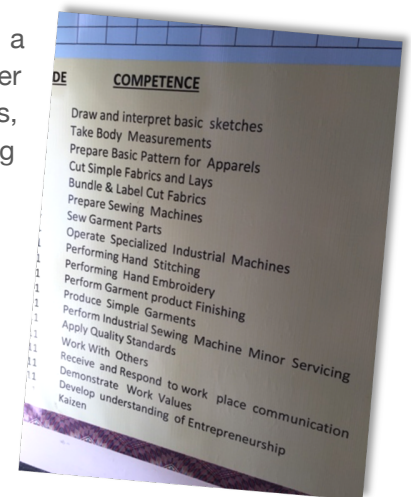 a
er
s,
g
DE COMPETENCE
Draw and interpret basic sketches
Take Body Measurements
Prepare Basic Pattern for Apparels
Cut Simple Fabrics and Lays
Bundle & Label Cut Fabrics
Prepare Sewing Machines
Sew Garment Parts
Operate Specialized Industrial Machines
Performing Hand Stitching
Performing Hand Embroidery
Perform Garment product Finishing
Produce Simple Garments
Perform Industrial Sewing Machine Minor Servicing
Apply Quality Standards
Work With Others
Receive and Respond to work place communication
Demonstrate Work Values
Develop understanding of Entrepreneurship
Kaizen